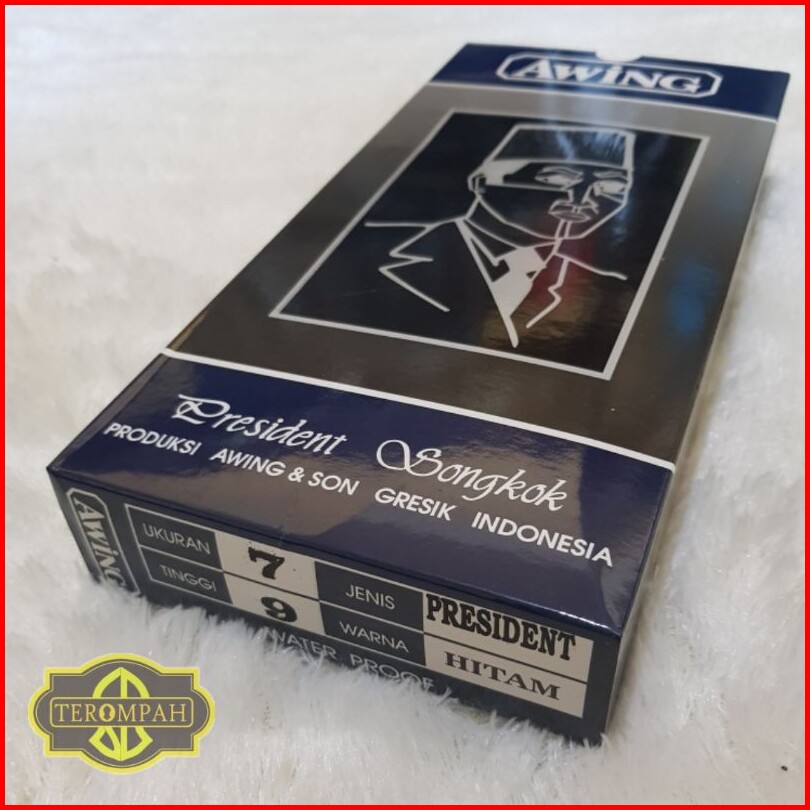 AWiNG
President Songkok
PRODUKSI AWING & SON GRESIK INDONESIA
AWiNG
UKURAN 7 JENIS PRESIDENT
TINGGI 9 WARNA HITAM
WATER PROOF
TEROMPAH